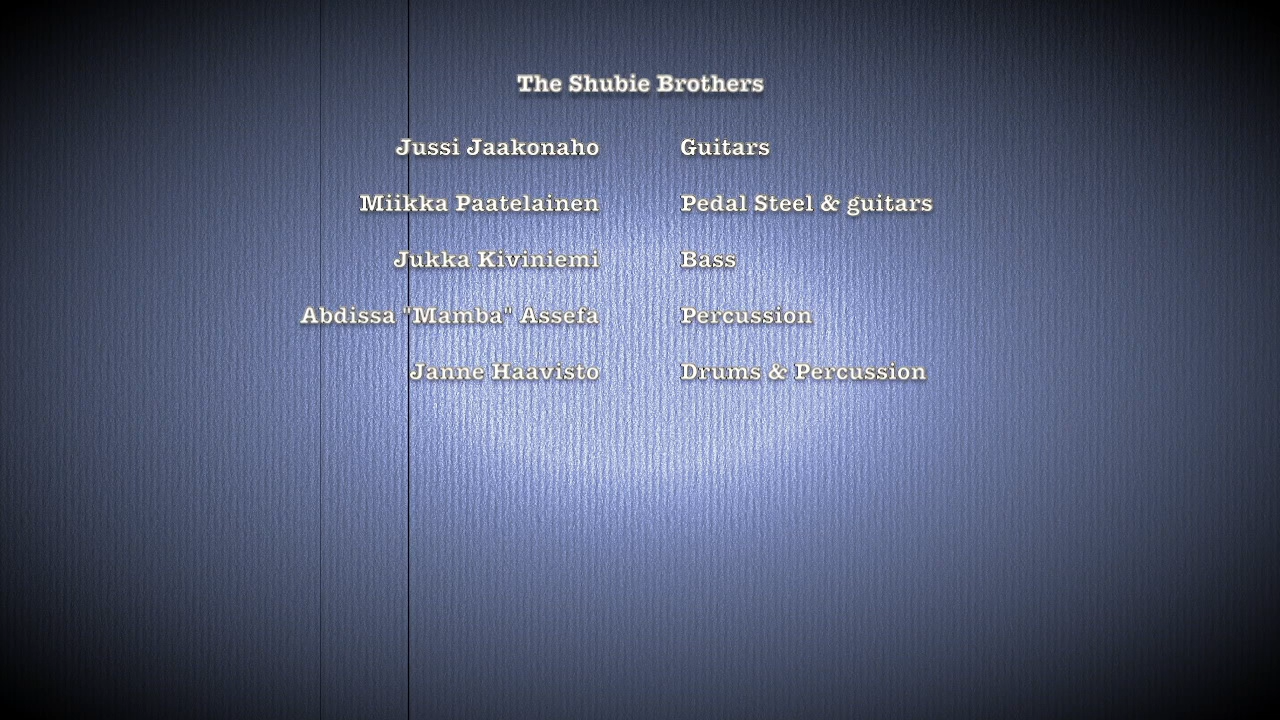 The Shubie Brothers
Jussi Jaakonaho Guitars
Miikka Paatelainen Pedal Steel & guitars
Jukka Kiviniemi Bass
Abdissa "Mamba" Assefa Percussion
Janne Haavisto Drums & Percussion